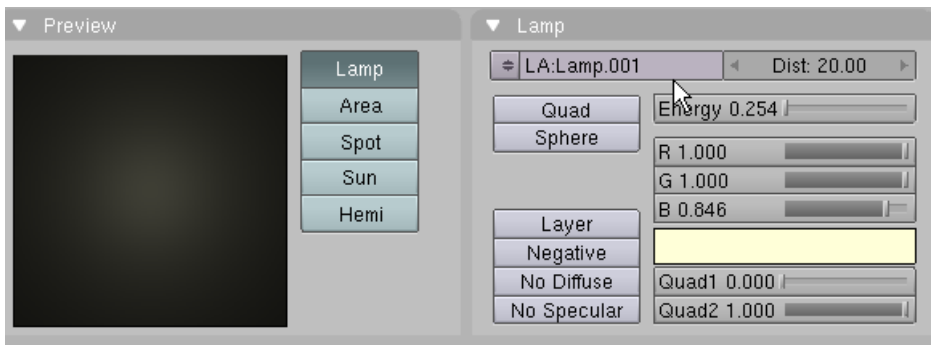 Preview
Lamp
Area
Spot
Sun
Hemi
Lamp
LA:Lamp.001
Dist: 20.00
Quad
Sphere
Energy 0.254
R 1.000
G 1.000
B 0.846
Layer
Negative
No Diffuse
No Specular
Quad1 0.000
Quad2 1.000